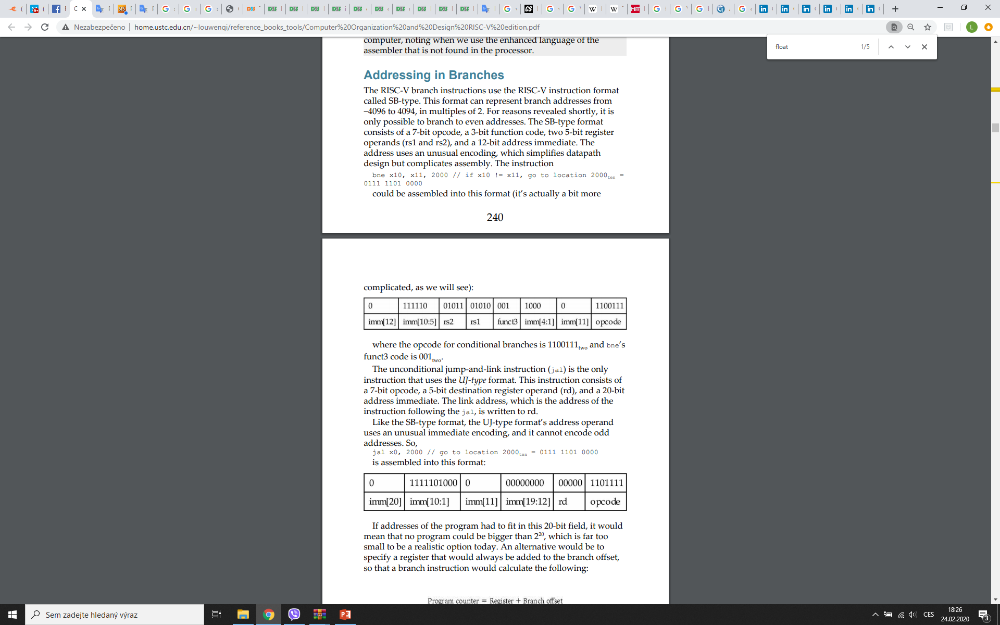 Nezabezpečeno
home.ustc.edu.cn/~louwenqi/reference_books_tools/Computer%20Organization%20and%20Design%20RISC-V%20edition.pdf
float
1/5
computer, noting when we use the enhanced language of the
assembler that is not found in the processor.
Addressing in Branches
The RISC-V branch instructions use the RISC-V instruction format
called SB-type. This format can represent branch addresses from
−4096 to 4094, in multiples of 2. For reasons revealed shortly, it is
only possible to branch to even addresses. The SB-type format
consists of a 7-bit opcode, a 3-bit function code, two 5-bit register
operands (rs1 and rs2), and a 12-bit address immediate. The
address uses an unusual encoding, which simplifies datapath
design but complicates assembly. The instruction
bne x10, x11, 2000 // if x10 != x11, go to location 2000ten =
0111 1101 0000
could be assembled into this format (it’s actually a bit more
240
complicated, as we will see):
0 111110 01011 01010 001 1000 0 1100111
imm[12] imm[10:5] rs2 rs1 funct3 imm[4:1] imm[11] opcode
where the opcode for conditional branches is 1100111two and bne’s
funct3 code is 001two.
The unconditional jump-and-link instruction (jal) is the only
instruction that uses the UJ-type format. This instruction consists of
a 7-bit opcode, a 5-bit destination register operand (rd), and a 20-bit
address immediate. The link address, which is the address of the
instruction following the jal, is written to rd.
Like the SB-type format, the UJ-type format’s address operand
uses an unusual immediate encoding, and it cannot encode odd
addresses. So,
jal x0, 2000 // go to location 2000ten = 0111 1101 0000
is assembled into this format:
0 1111101000 0 00000000 00000 1101111
imm[20] imm[10:1] imm[11] imm[19:12] rd opcode
If addresses of the program had to fit in this 20-bit field, it would
mean that no program could be bigger than 2²⁰, which is far too
small to be a realistic option today. An alternative would be to
specify a register that would always be added to the branch offset,
so that a branch instruction would calculate the following:
Program counter = Register + Branch offset
Sem zadejte hledaný výraz
CES
18:26
24.02.2020
3